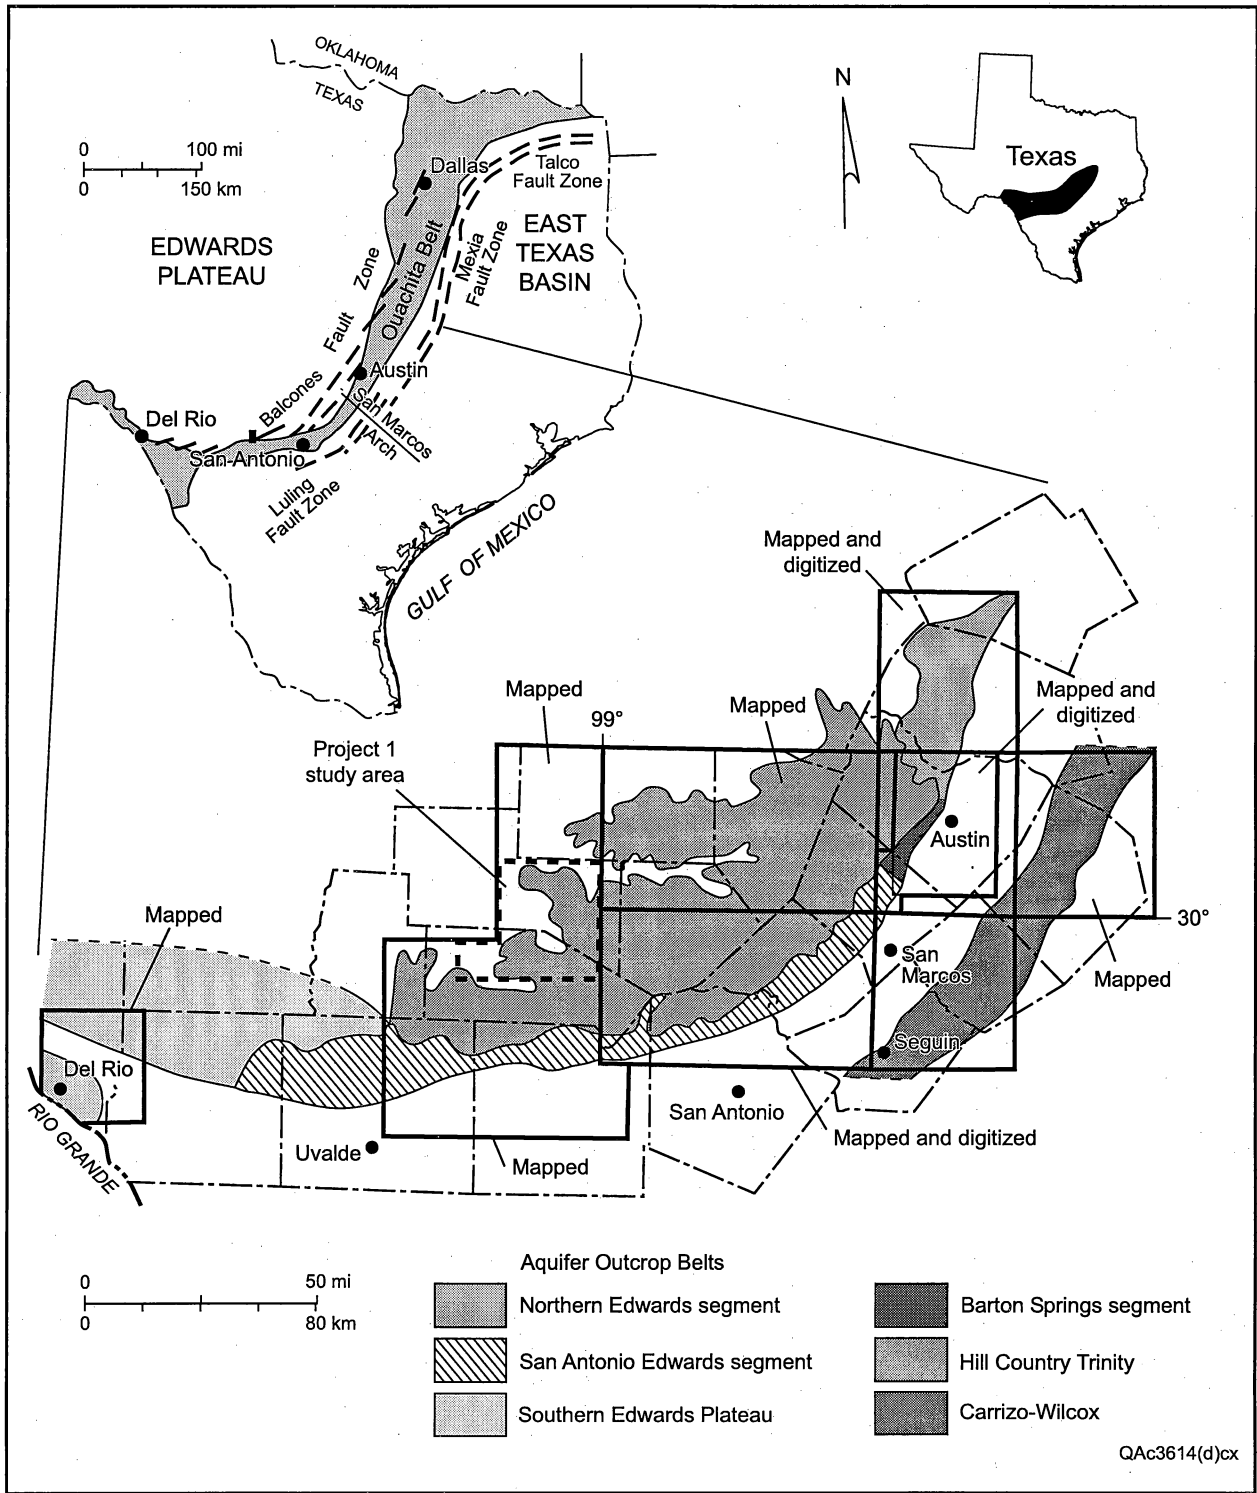 OKLAHOMA
TEXAS
0 100 mi
0 150 km
N
Texas
Dallas
Talco
Fault Zone
EDWARDS
PLATEAU
EAST
TEXAS
BASIN
Ouachita Belt
Mexia
Fault Zone
Balcones Fault Zone
Austin
San Marcos
Arch
Del Rio
San Antonio
Luling
Fault Zone
GULF OF MEXICO
Mapped and
digitized
Mapped
99°
Mapped
Mapped and
digitized
Project 1
study area
Austin
Mapped
30°
San
Marcos
Mapped
Seguin
Del Rio
San Antonio
RIO GRANDE
Uvalde
Mapped and digitized
Mapped
0 50 mi
0 80 km
Aquifer Outcrop Belts
Northern Edwards segment
San Antonio Edwards segment
Southern Edwards Plateau
Barton Springs segment
Hill Country Trinity
Carrizo-Wilcox
QAc3614(d)cx